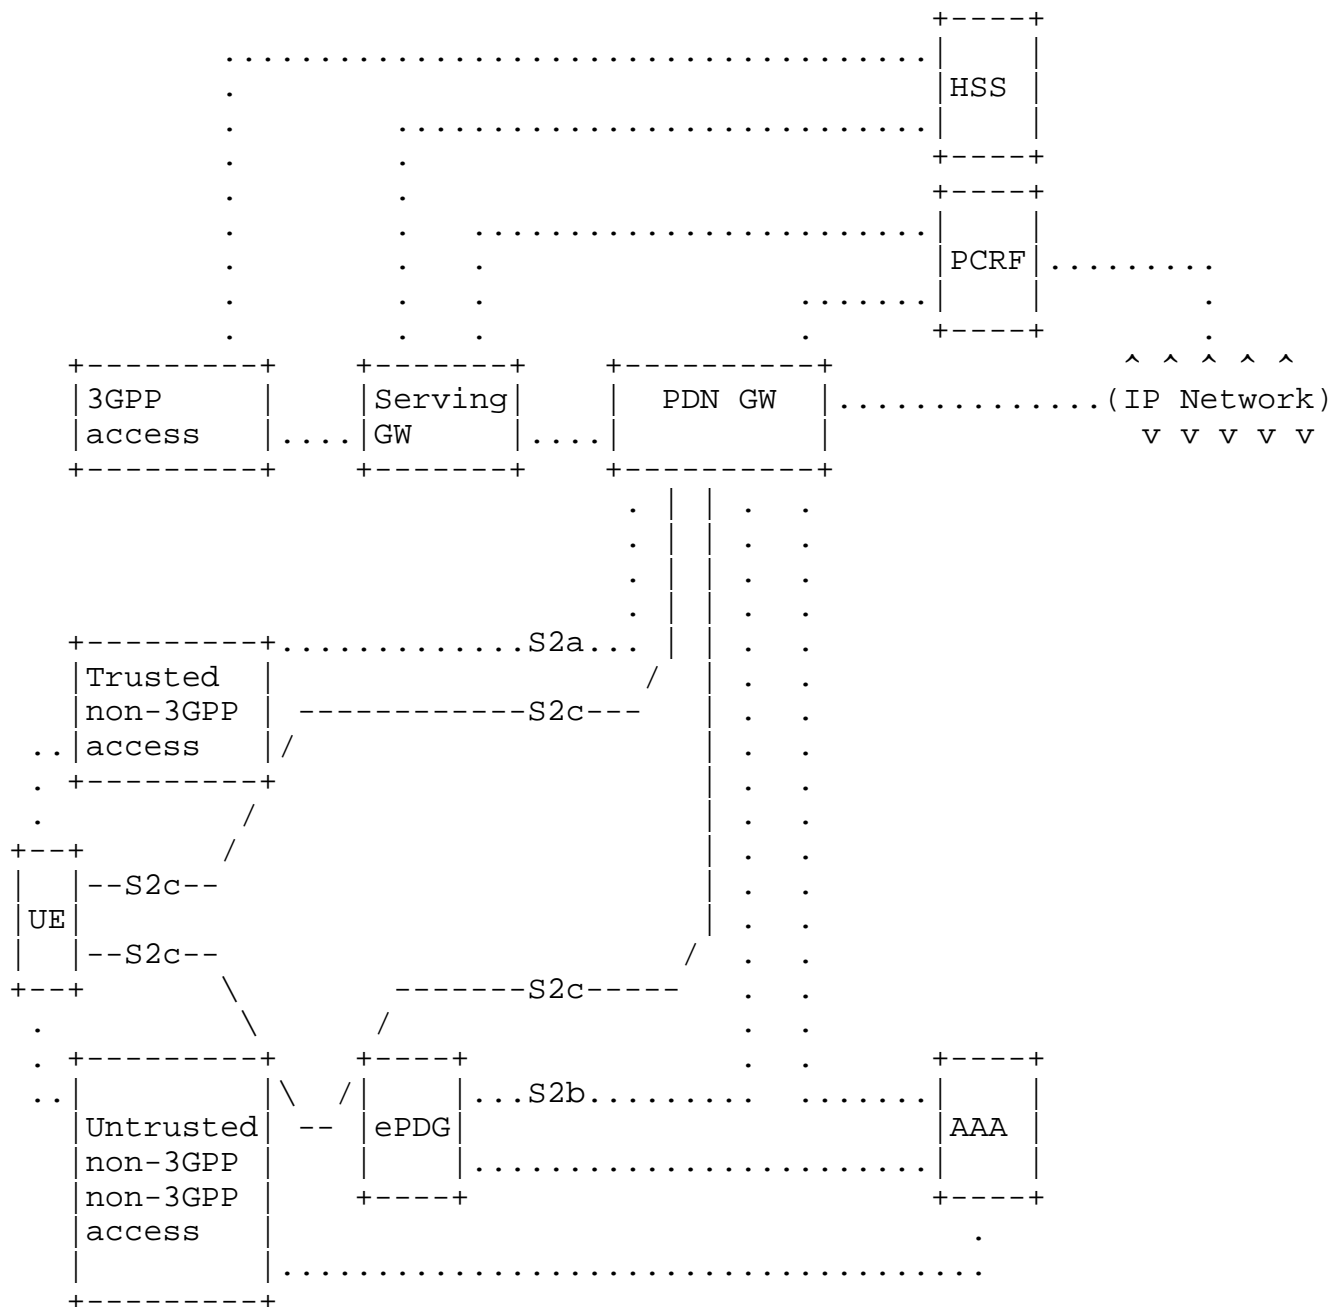 HSS
PCRF
3GPP Serving PDN GW (IP Network)
access GW v v v v v
S2a
Trusted
non-3GPP S2c
access
S2c
UE
S2c
S2c
S2b
Untrusted ePDG AAA
non-3GPP
non-3GPP
access